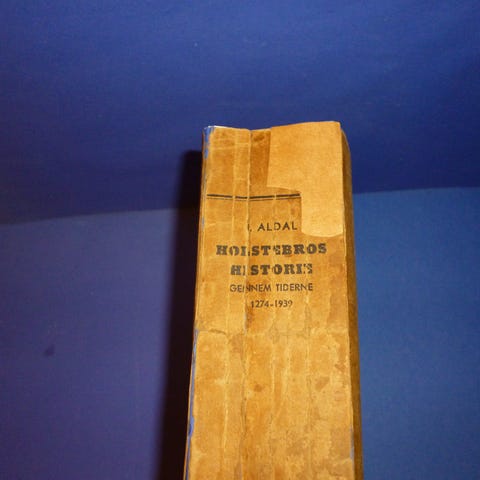 J. ALDAL
HOLSTEBROS
HISTORIE
GENNEM TIDERNE
1274-1939